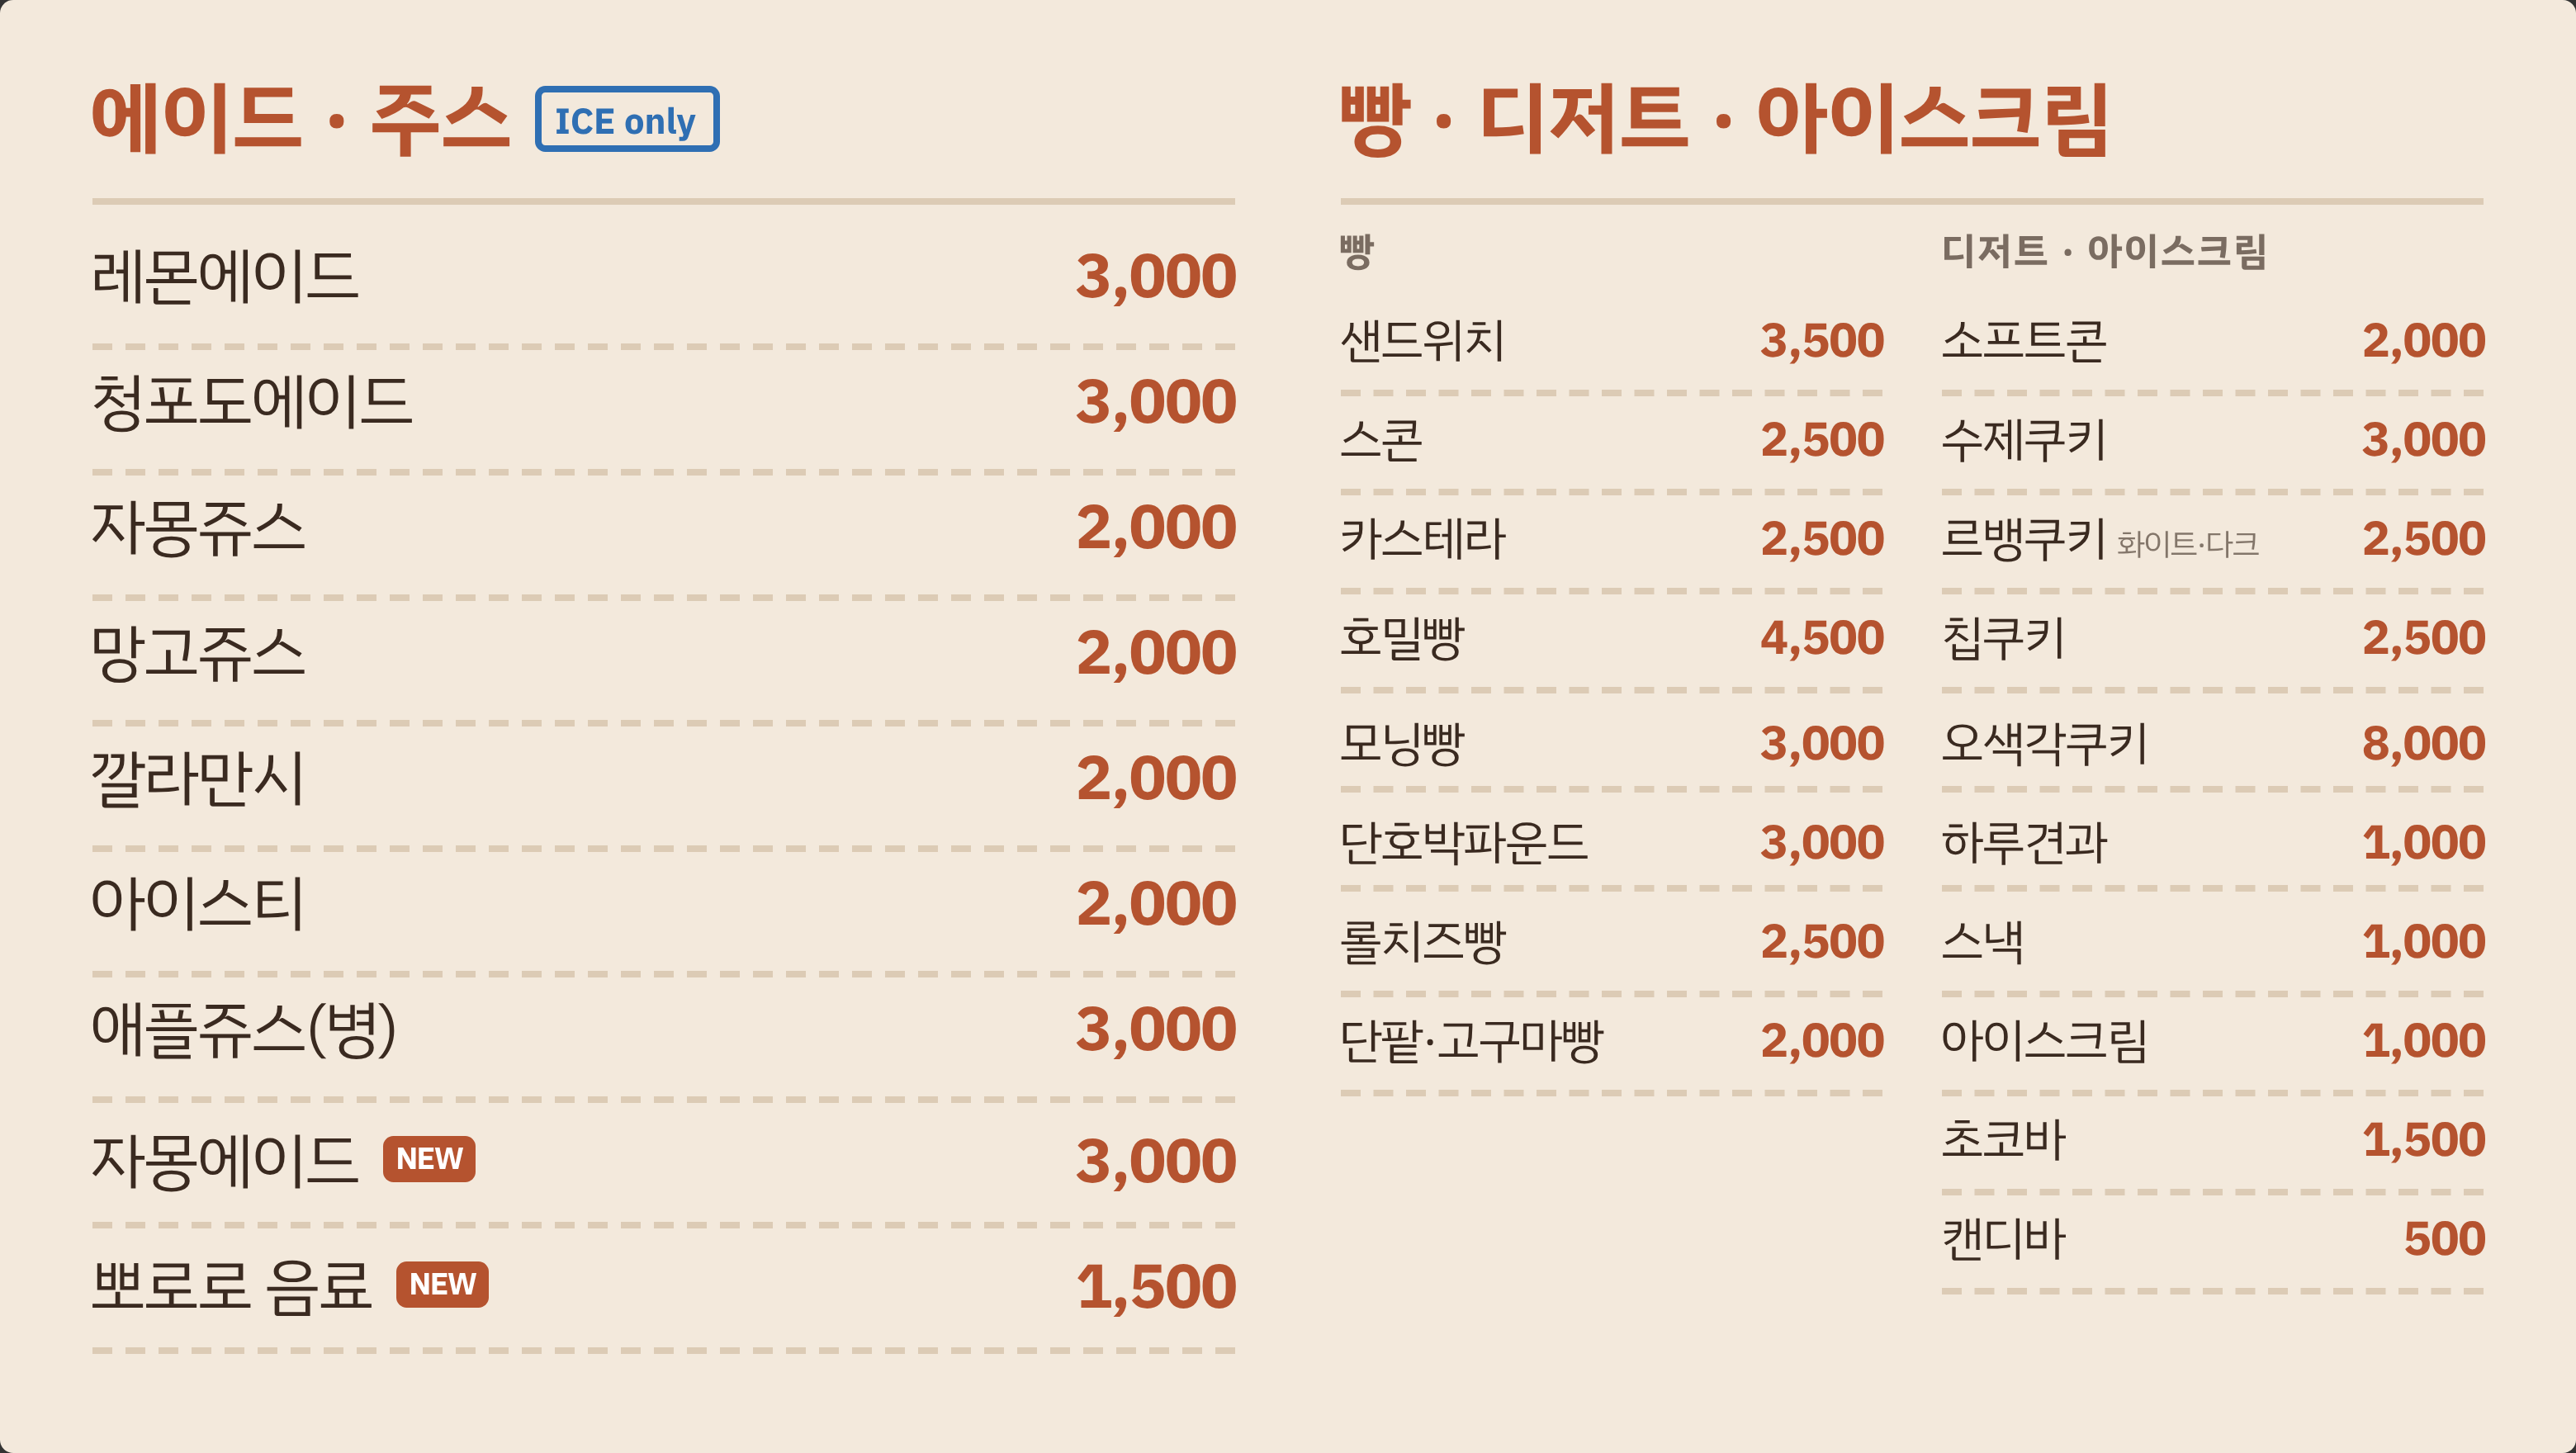 에이드 · 주스 ICE only
레몬에이드 3,000
청포도에이드 3,000
자몽쥬스 2,000
망고쥬스 2,000
깔라만시 2,000
아이스티 2,000
애플쥬스(병) 3,000
자몽에이드 NEW 3,000
뽀로로 음료 NEW 1,500
빵 · 디저트 · 아이스크림
빵
샌드위치 3,500
스콘 2,500
카스테라 2,500
호밀빵 4,500
모닝빵 3,000
단호박파운드 3,000
롤치즈빵 2,500
단팥·고구마빵 2,000
디저트 · 아이스크림
소프트콘 2,000
수제쿠키 3,000
르뱅쿠키 화이트·다크 2,500
칩쿠키 2,500
오색각쿠키 8,000
하루견과 1,000
스낵 1,000
아이스크림 1,000
초코바 1,500
캔디바 500